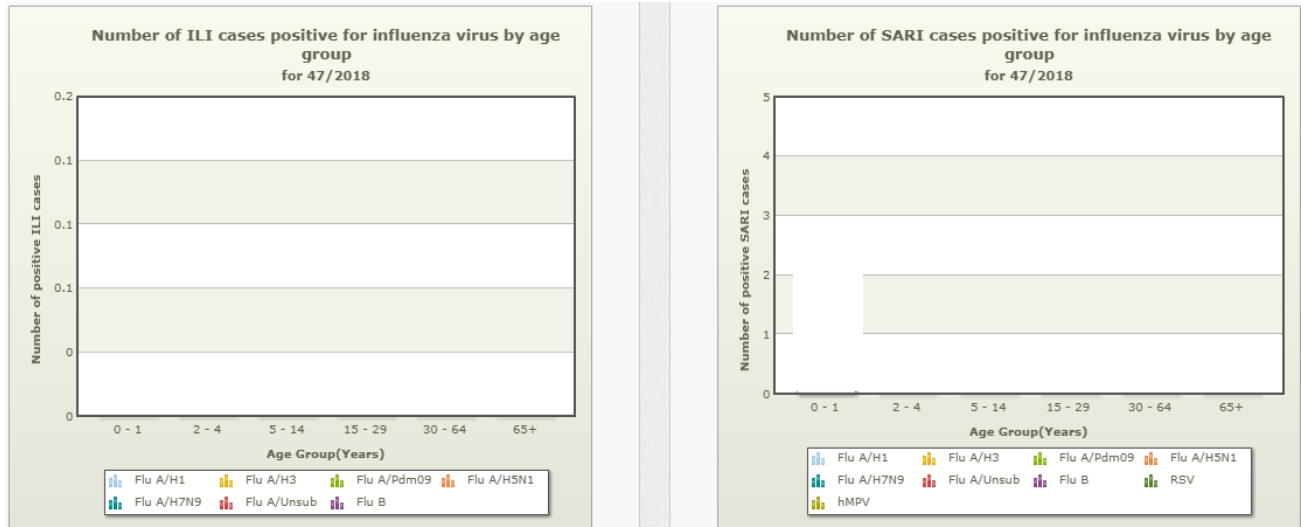 Number of ILI cases positive for influenza virus by age
group
for 47/2018
0.2
0.1
0.1
0.1
0
0
Number of positive ILI cases
0 - 1 2 - 4 5 - 14 15 - 29 30 - 64 65+
Age Group(Years)
Flu A/H1 Flu A/H3 Flu A/Pdm09 Flu A/H5N1
Flu A/H7N9 Flu A/Unsub Flu B
Number of SARI cases positive for influenza virus by age
group
for 47/2018
5
4
3
2
1
0
Number of positive SARI cases
0 - 1 2 - 4 5 - 14 15 - 29 30 - 64 65+
Age Group(Years)
Flu A/H1 Flu A/H3 Flu A/Pdm09 Flu A/H5N1
Flu A/H7N9 Flu A/Unsub Flu B RSV
hMPV